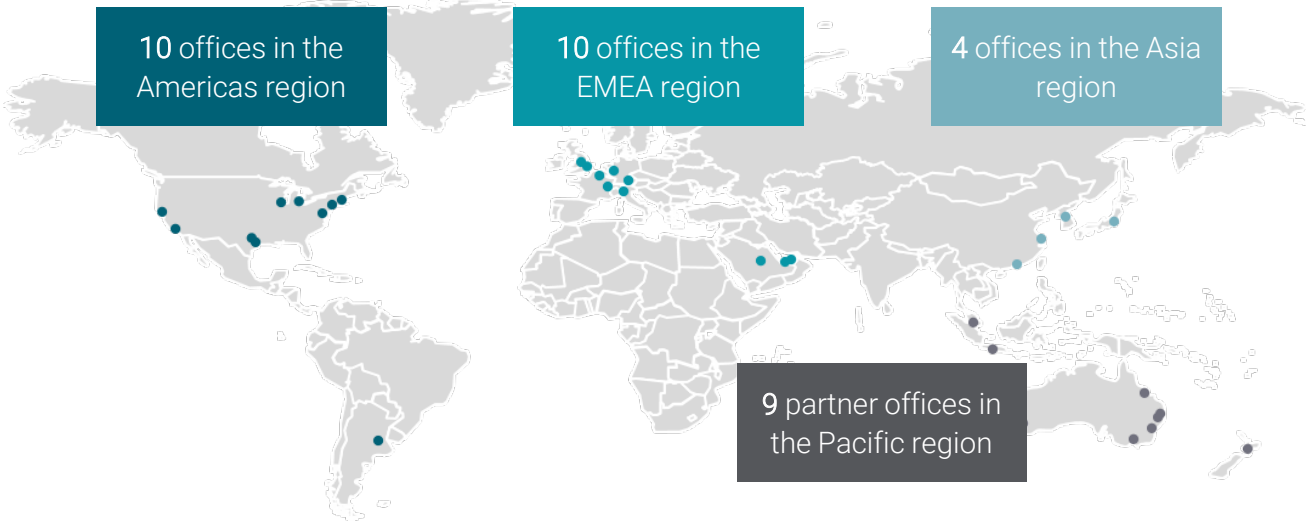 10 offices in the
Americas region
10 offices in the
EMEA region
4 offices in the Asia
region
9 partner offices in
the Pacific region